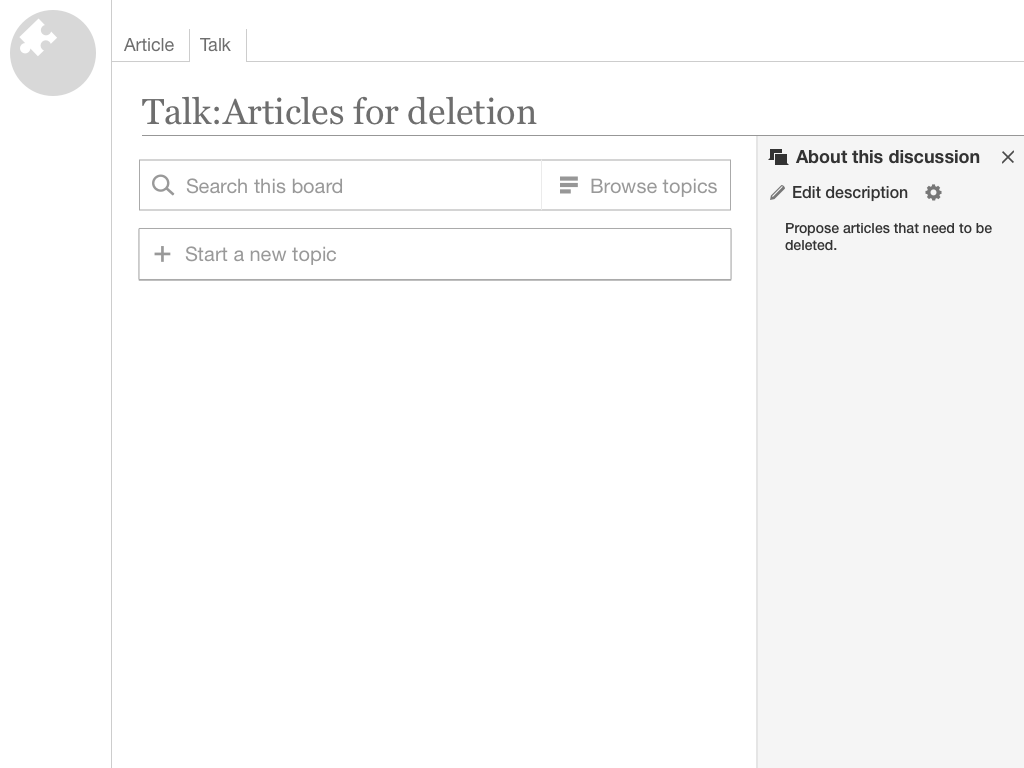 Article
Talk
Talk:Articles for deletion
Search this board
Browse topics
Start a new topic
About this discussion
Edit description
Propose articles that need to be
deleted.